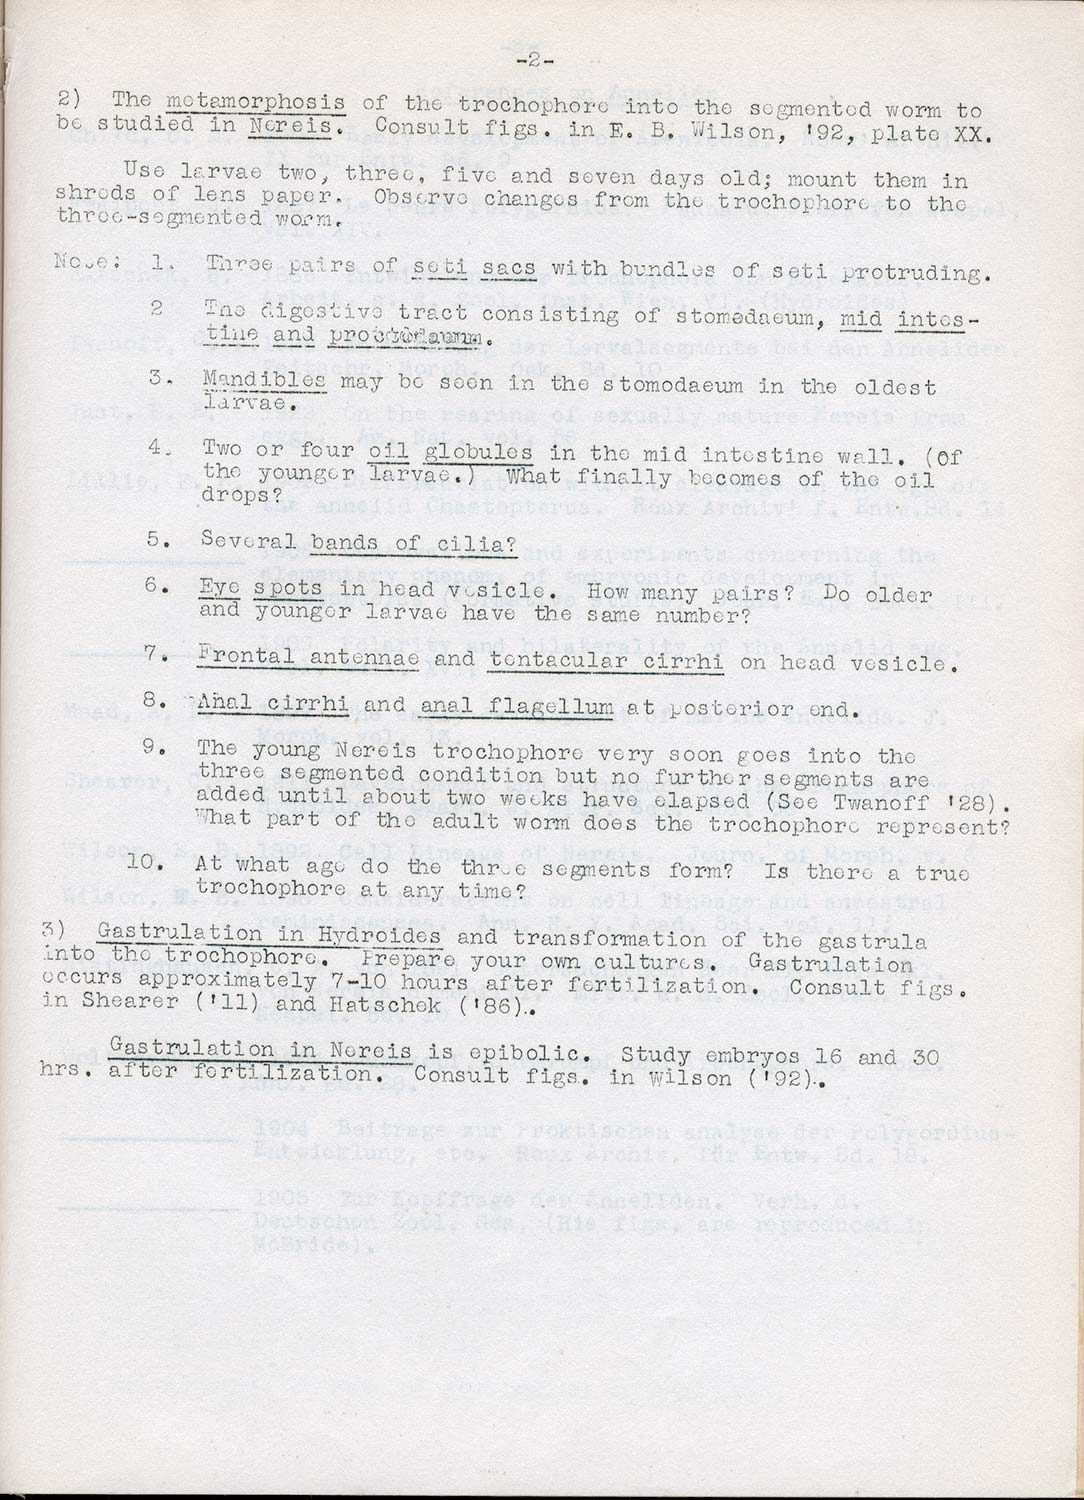 -2-
2) The metamorphosis of the trochophore into the segmented worm to
be studied in Nereis. Consult figs. in E. B. Wilson, '92, plate XX.
Use larvae two, three, five and seven days old; mount them in
shreds of lens paper. Observe changes from the trochophore to the
three-segmented worm.
Note: 1. Three pairs of seti sacs with bundles of seti protruding.
2 The digestive tract consisting of stomadaeum, mid intes-
tine and proctodaeum.
3. Mandibles may be seen in the stomodaeum in the oldest
larvae.
4. Two or four oil globules in the mid intestine wall. (Of
the younger larvae.) What finally becomes of the oil
drops?
5. Several bands of cilia?
6. Eye spots in head vesicle. How many pairs? Do older
and younger larvae have the same number?
7. Frontal antennae and tentacular cirrhi on head vesicle.
8. Anal cirrhi and anal flagellum at posterior end.
9. The young Nereis trochophore very soon goes into the
three segmented condition but no further segments are
added until about two weeks have elapsed (See Twanoff '28).
What part of the adult worm does the trochophore represent?
10. At what age do the three segments form? Is there a true
trochophore at any time?
3) Gastrulation in Hydroides and transformation of the gastrula
into the trochophore. Prepare your own cultures. Gastrulation
occurs approximately 7-10 hours after fertilization. Consult figs.
in Shearer ('11) and Hatschek ('86).
Gastrulation in Nereis is epibolic. Study embryos 16 and 30
hrs. after fertilization. Consult figs. in Wilson ('92).